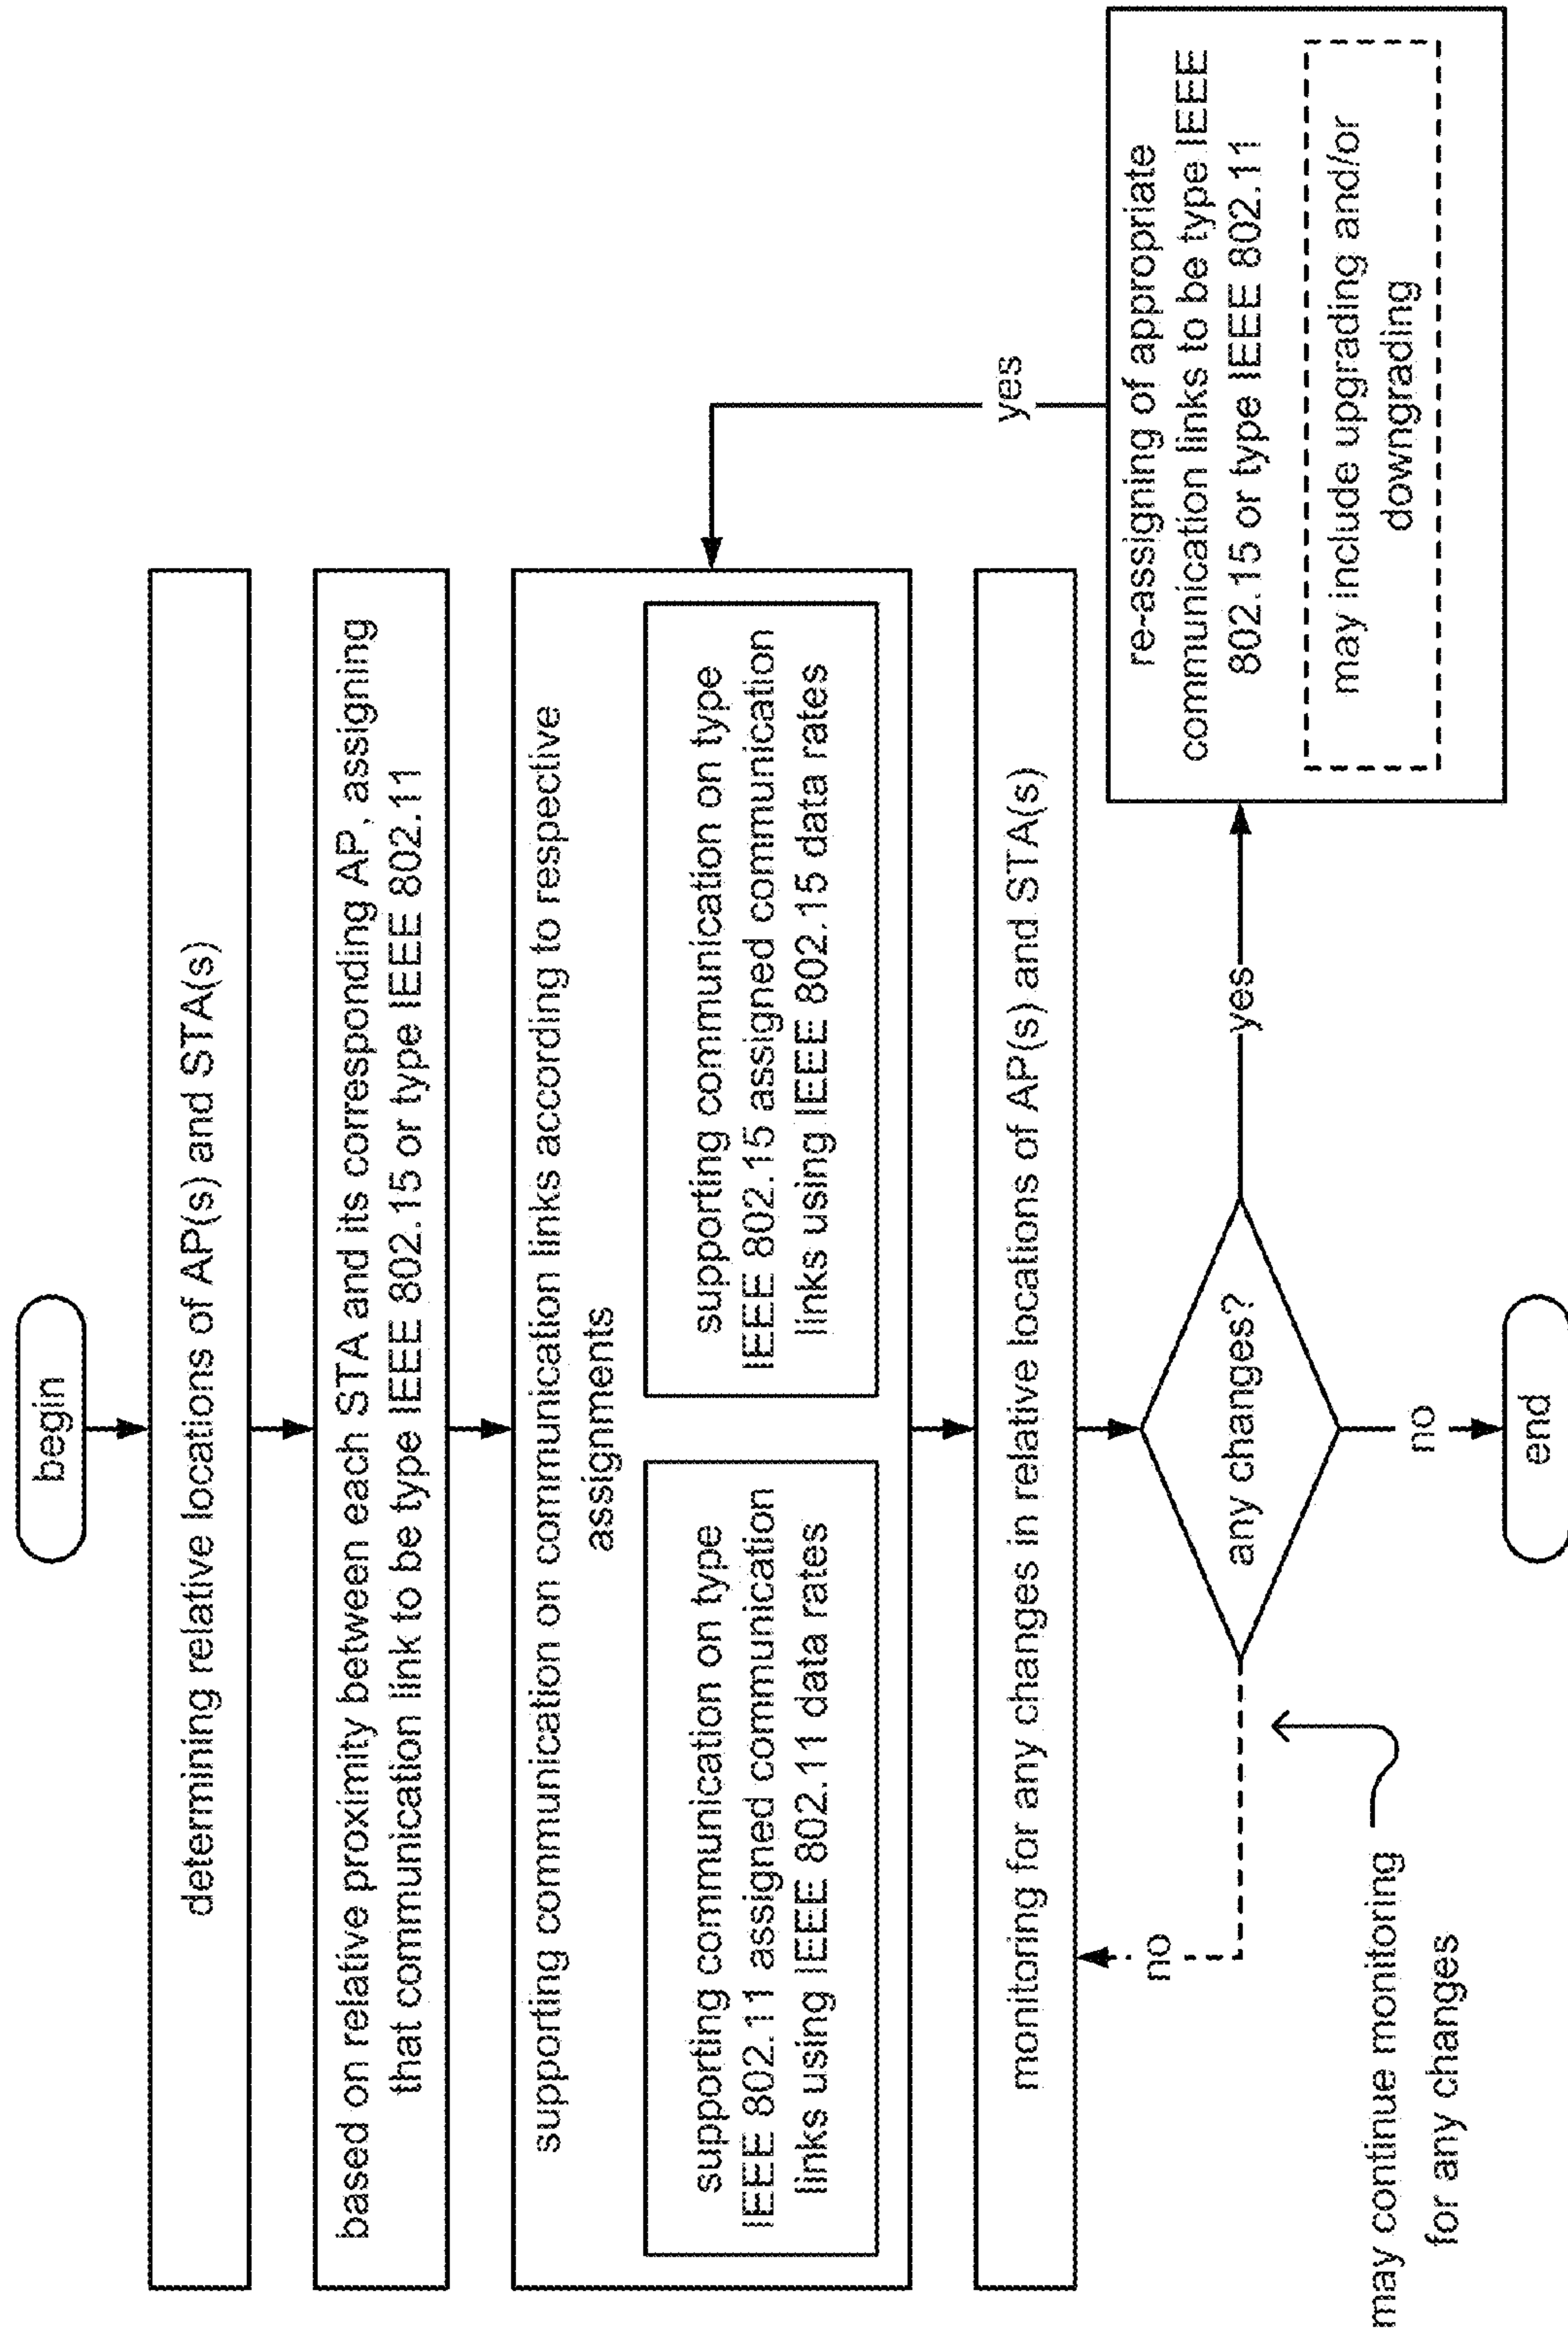 begin
determining relative locations of AP(s) and STA(s)
based on relative proximity between each STA and its corresponding AP, assigning
that communication link to be type IEEE 802.15 or type IEEE 802.11
supporting communication on communication links according to respective
assignments
supporting communication on type
IEEE 802.11 assigned communication
links using IEEE 802.11 data rates
supporting communication on type
IEEE 802.15 assigned communication
links using IEEE 802.15 data rates
monitoring for any changes in relative locations of AP(s) and STA(s)
any changes?
no
may continue monitoring
for any changes
no
end
yes
re-assigning of appropriate
communication links to be type IEEE
802.15 or type IEEE 802.11
may include upgrading and/or
downgrading
yes